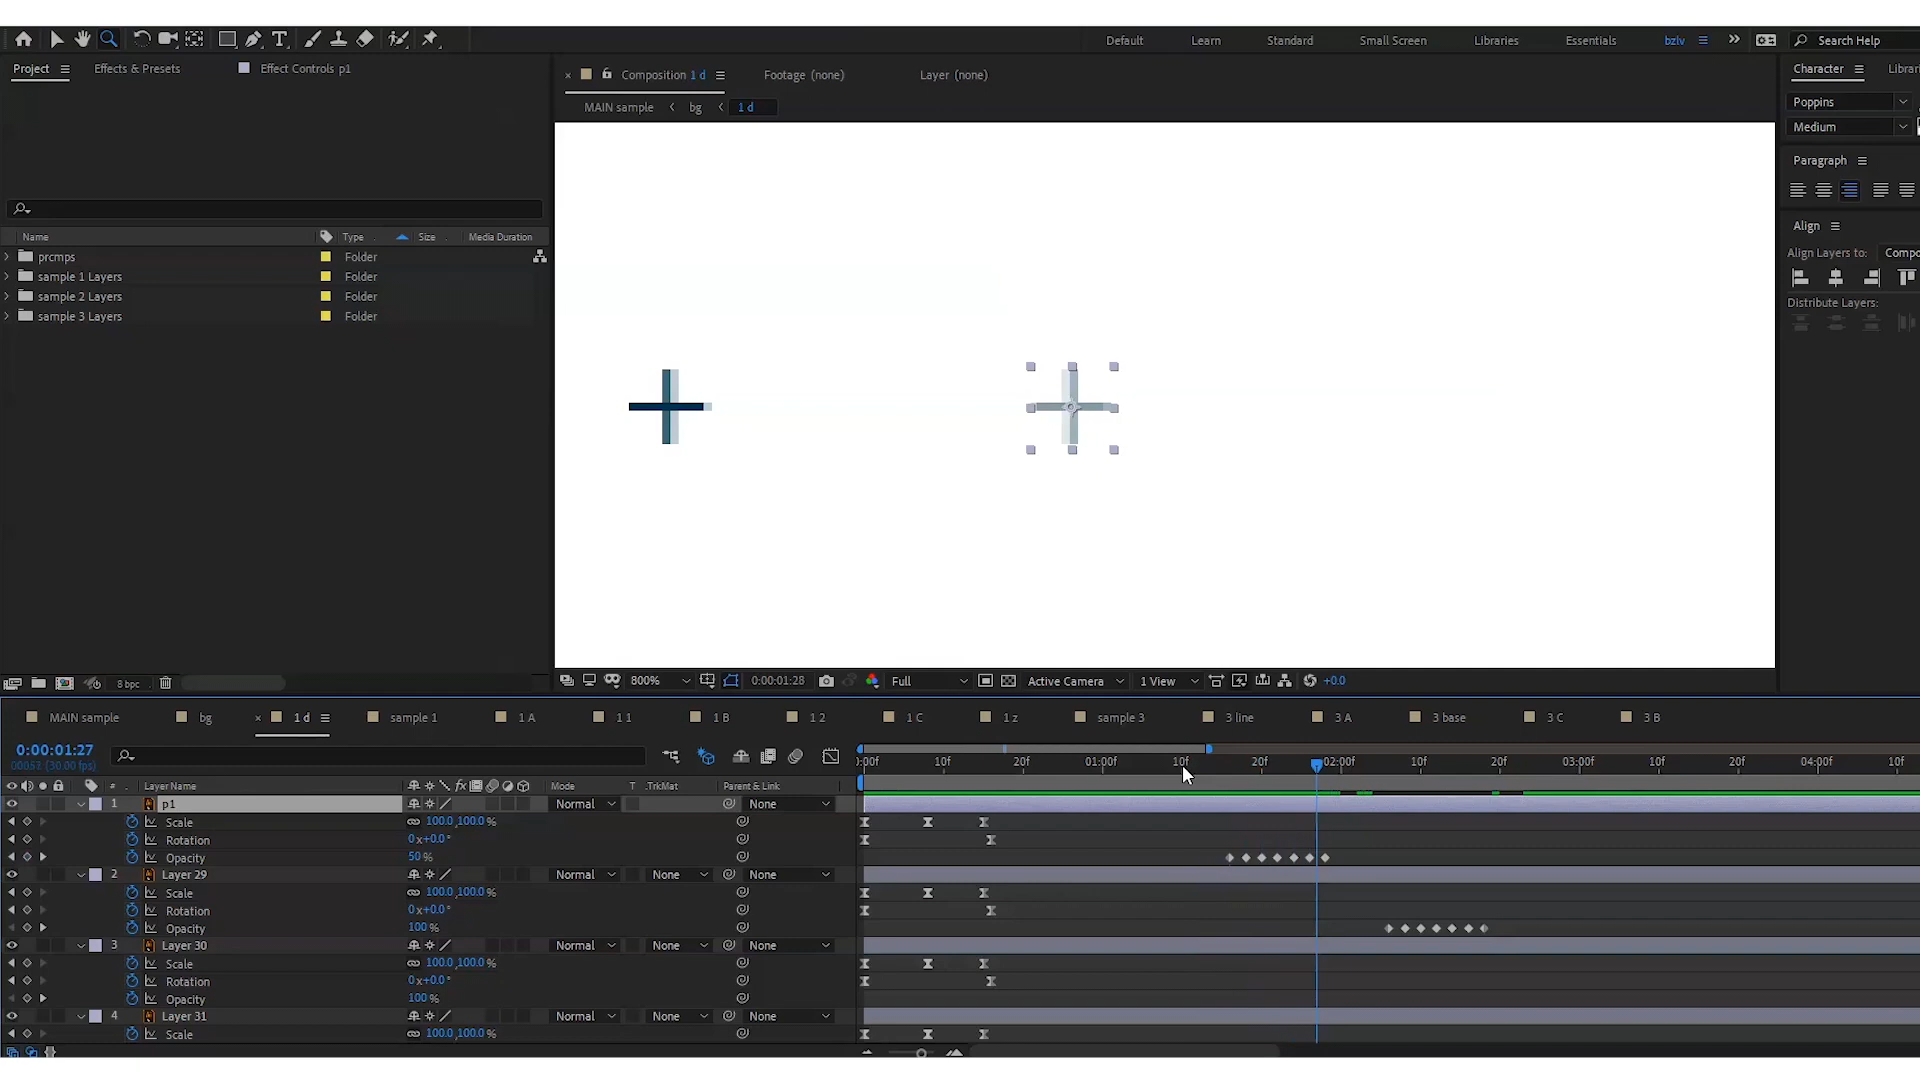 Default Learn Standard Small Screen Libraries Essentials bzlv Search Help
Project Effects & Presets Effect Controls p1
Composition 1 d Footage (none) Layer (none)
Character Librari
MAIN sample bg 1 d
Poppins
Medium
Paragraph
Align
Align Layers to: Compo
Distribute Layers:
Name Type Size Media Duration
prcmps Folder
sample 1 Layers Folder
sample 2 Layers Folder
sample 3 Layers Folder
8 bpc
800% 0:00:01:28 Full Active Camera 1 View +0.0
MAIN sample bg 1 d sample 1 1 A 1 1 1 B 1 2 1 C 1 z sample 3 3 line 3 A 3 base 3 C 3 B
0:00:01:27
(30.00 fps)
:00f 10f 20f 01:00f 10f 20f 02:00f 10f 20f 03:00f 10f 20f 04:00f 10f
# Layer Name fx Mode T .TrkMat Parent & Link
1 p1 Normal None
Scale 100.0,100.0%
Rotation 0x+0.0°
Opacity 50%
2 Layer 29 Normal None None
Scale 100.0,100.0%
Rotation 0x+0.0°
Opacity 100%
3 Layer 30 Normal None None
Scale 100.0,100.0%
Rotation 0x+0.0°
Opacity 100%
4 Layer 31 Normal None None
Scale 100.0,100.0%